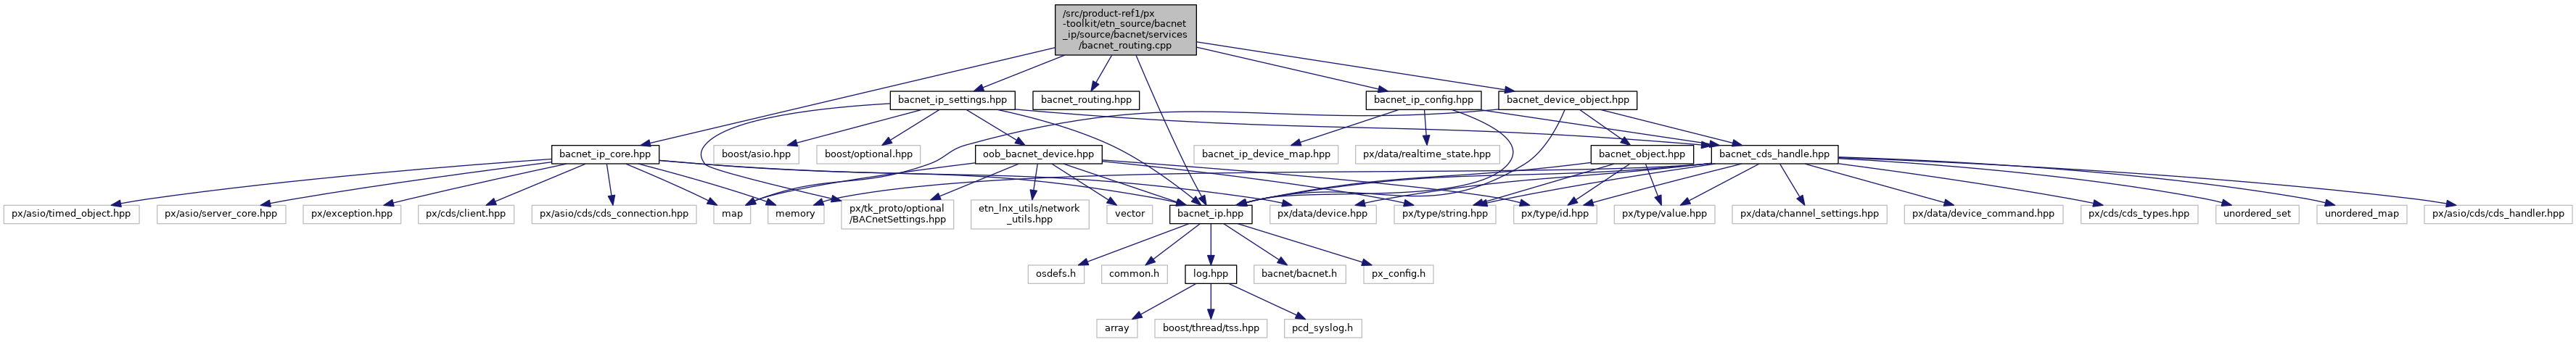 /src/product-ref1/px
-toolkit/etn_source/bacnet
_ip/source/bacnet/services
/bacnet_routing.cpp
bacnet_ip_settings.hpp
bacnet_routing.hpp
bacnet_ip_config.hpp
bacnet_device_object.hpp
bacnet_ip_core.hpp
boost/asio.hpp
boost/optional.hpp
oob_bacnet_device.hpp
bacnet_ip_device_map.hpp
px/data/realtime_state.hpp
bacnet_object.hpp
bacnet_cds_handle.hpp
px/asio/timed_object.hpp
px/asio/server_core.hpp
px/exception.hpp
px/cds/client.hpp
px/asio/cds/cds_connection.hpp
map
memory
px/tk_proto/optional
/BACnetSettings.hpp
etn_lnx_utils/network
_utils.hpp
vector
bacnet_ip.hpp
px/data/device.hpp
px/type/string.hpp
px/type/id.hpp
px/type/value.hpp
px/data/channel_settings.hpp
px/data/device_command.hpp
px/cds/cds_types.hpp
unordered_set
unordered_map
px/asio/cds/cds_handler.hpp
osdefs.h
common.h
log.hpp
bacnet/bacnet.h
px_config.h
array
boost/thread/tss.hpp
pcd_syslog.h